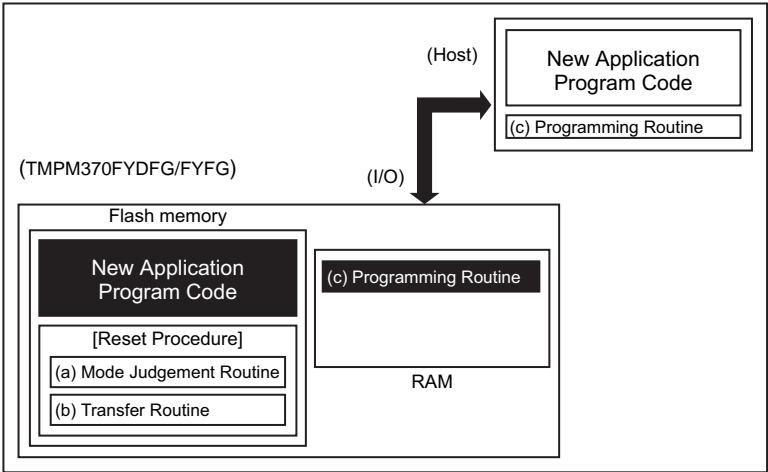 (Host)
New Application
Program Code
(c) Programming Routine
(TMPM370FYDFG/FYFG)
(I/O)
Flash memory
New Application
Program Code
(c) Programming Routine
[Reset Procedure]
(a) Mode Judgement Routine
(b) Transfer Routine
RAM